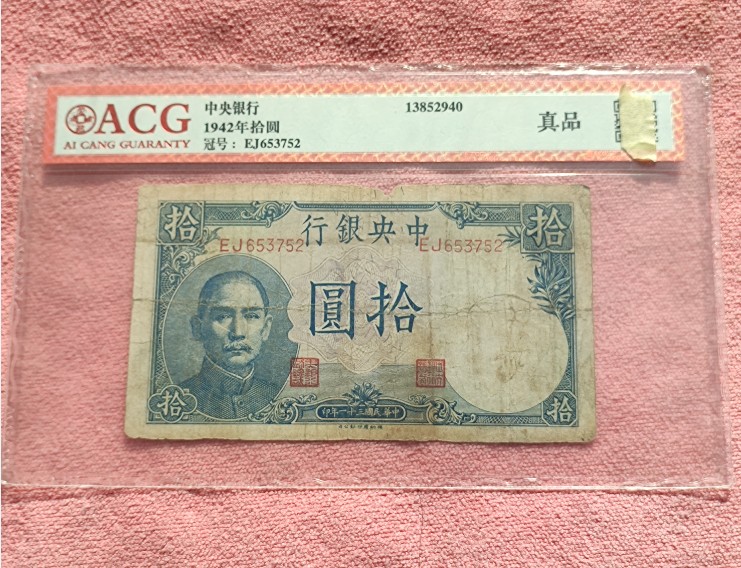 ACG
AI CANG GUARANTY
中央银行
1942年拾圆
冠号： EJ653752
13852940
真品
拾
行銀央中
拾
EJ653752
EJ653752
圓拾
拾
印年一十三國民華中
拾